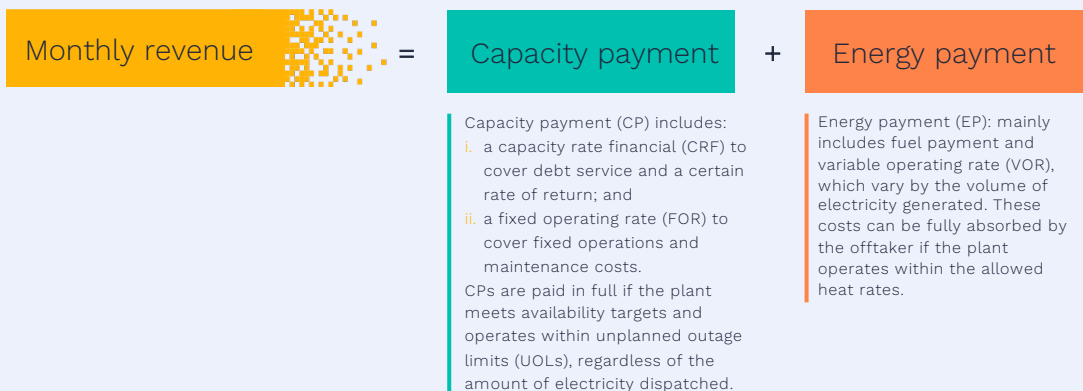 Monthly revenue
=
Capacity payment
+
Energy payment
Capacity payment (CP) includes:
i. a capacity rate financial (CRF) to
cover debt service and a certain
rate of return; and
ii. a fixed operating rate (FOR) to
cover fixed operations and
maintenance costs.
CPs are paid in full if the plant
meets availability targets and
operates within unplanned outage
limits (UOLs), regardless of the
amount of electricity dispatched.
Energy payment (EP): mainly
includes fuel payment and
variable operating rate (VOR),
which vary by the volume of
electricity generated. These
costs can be fully absorbed by
the offtaker if the plant
operates within the allowed
heat rates.